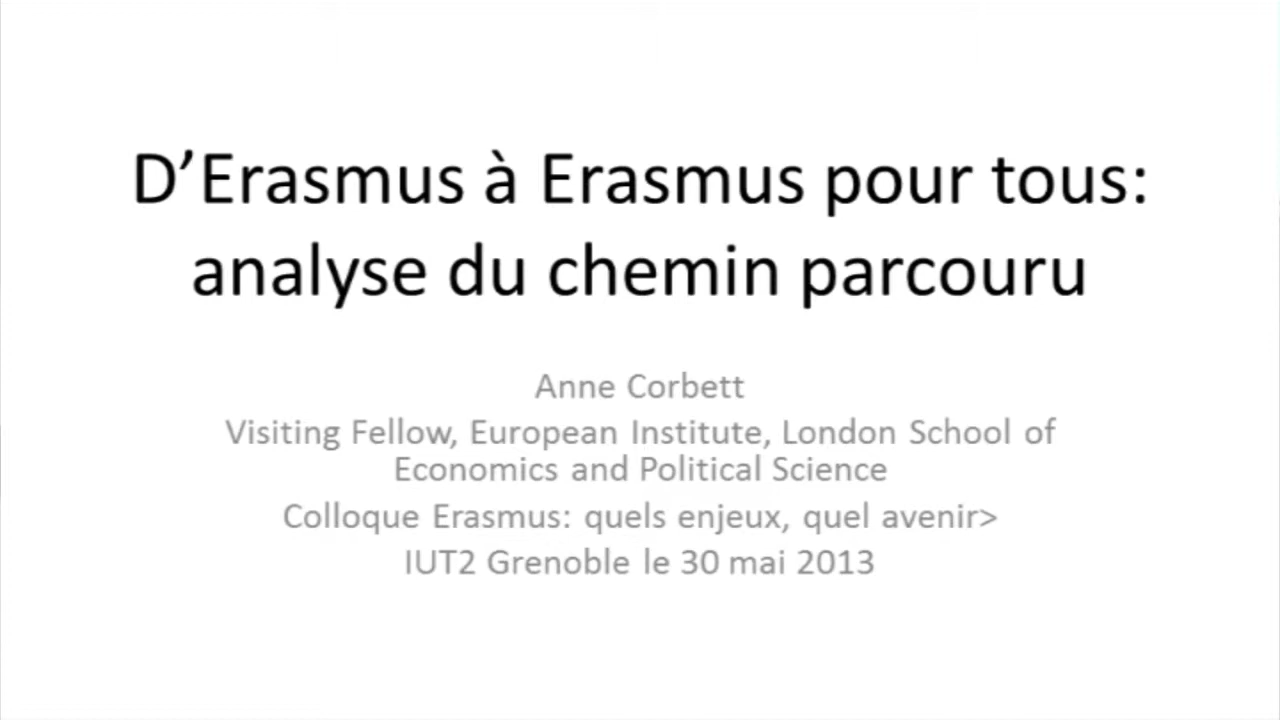 D’Erasmus à Erasmus pour tous:
analyse du chemin parcouru
Anne Corbett
Visiting Fellow, European Institute, London School of
Economics and Political Science
Colloque Erasmus: quels enjeux, quel avenir>
IUT2 Grenoble le 30 mai 2013